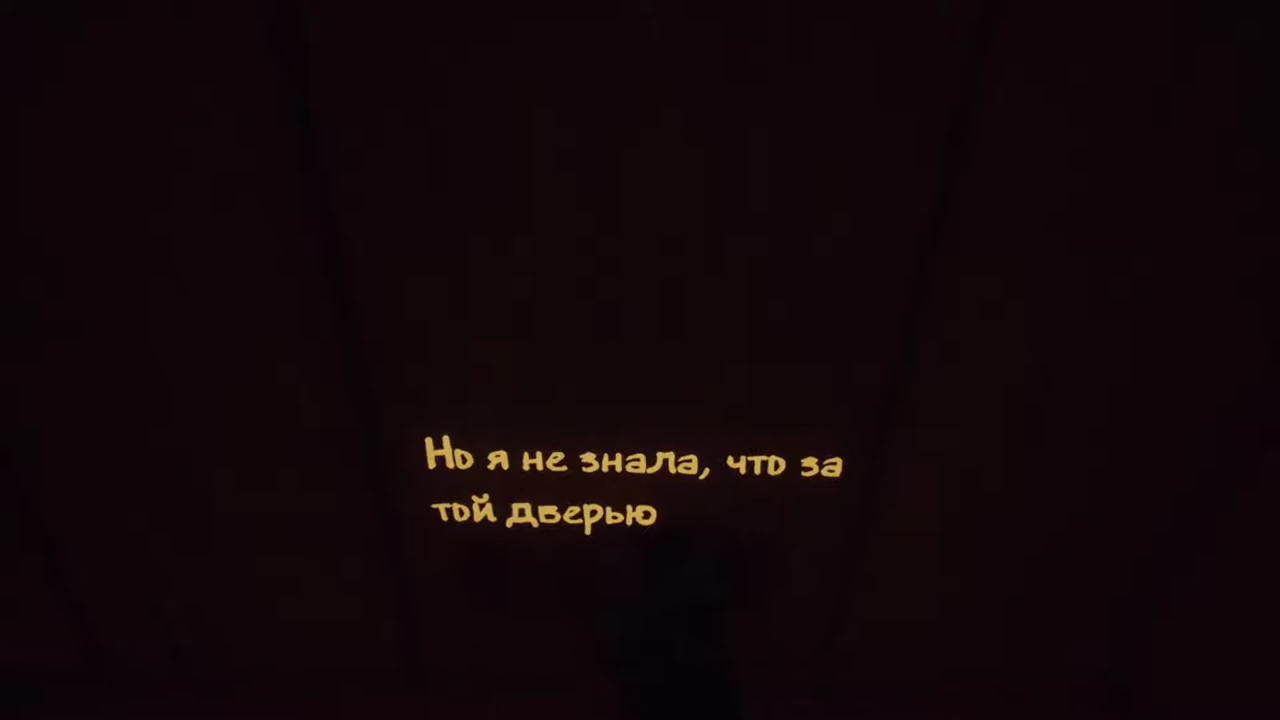 Но я не знала, что за
той дверью